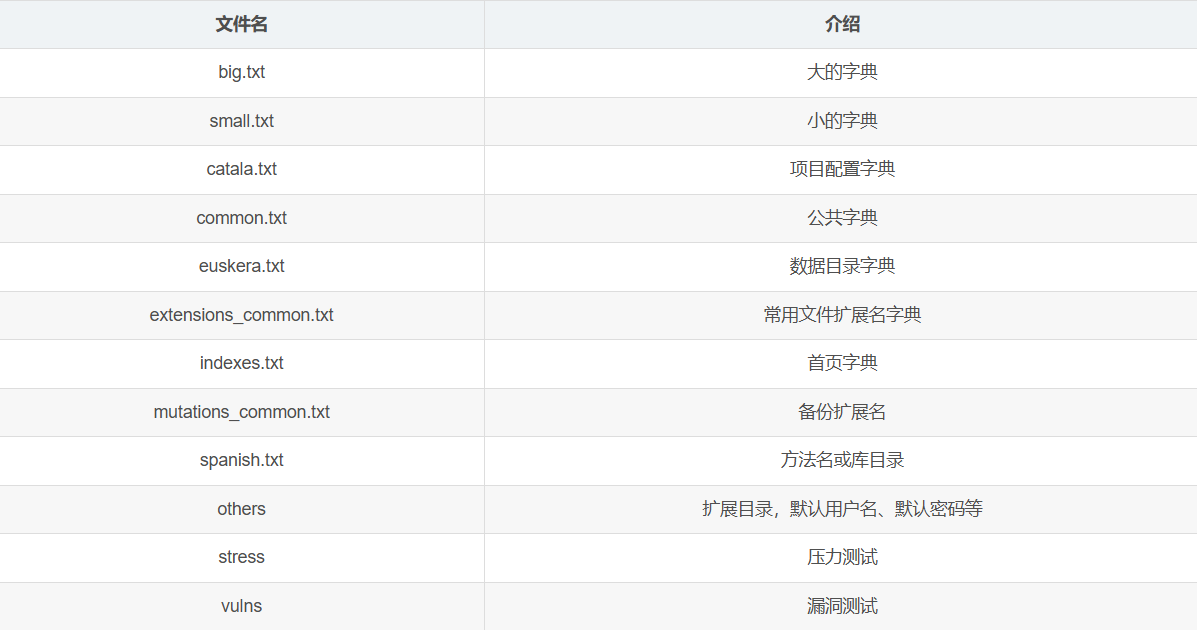 文件名 介绍
big.txt 大的字典
small.txt 小的字典
catala.txt 项目配置字典
common.txt 公共字典
euskera.txt 数据目录字典
extensions_common.txt 常用文件扩展名字典
indexes.txt 首页字典
mutations_common.txt 备份扩展名
spanish.txt 方法名或库目录
others 扩展目录，默认用户名、默认密码等
stress 压力测试
vulns 漏洞测试